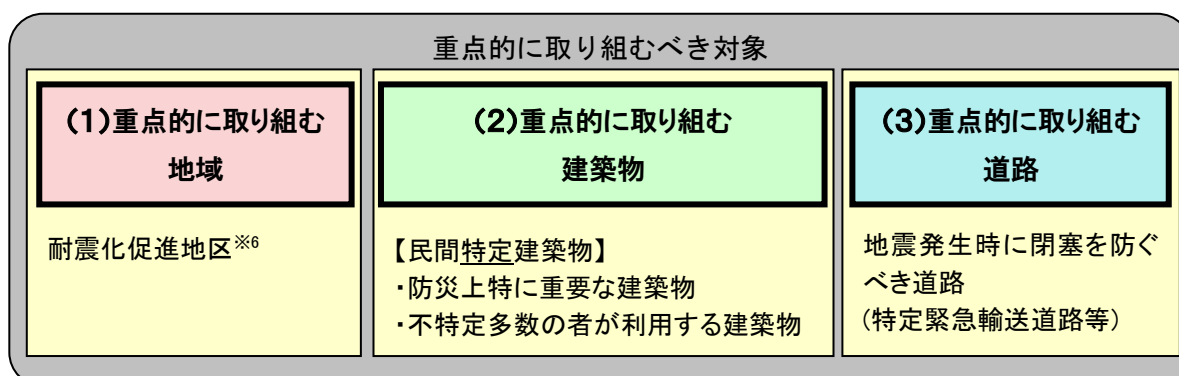 重点的に取り組むべき対象
(1)重点的に取り組む
地域
耐震化促進地区※6
(2)重点的に取り組む
建築物
【民間特定建築物】
・防災上特に重要な建築物
・不特定多数の者が利用する建築物
(3)重点的に取り組む
道路
地震発生時に閉塞を防ぐ
べき道路
(特定緊急輸送道路等)